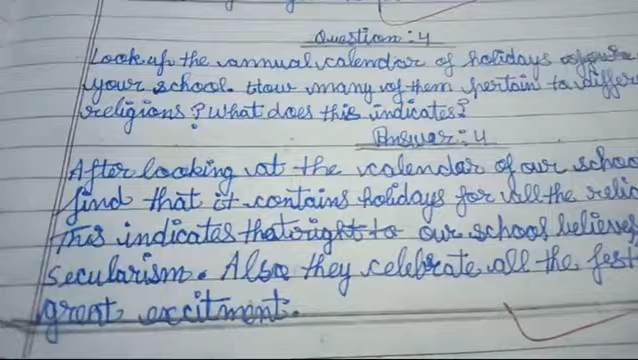 Question:4
Look up the annual calendar of holidays of
your school. How many of them pertain to differ
religions? What does this indicates?
Answer:4
After looking at the calendar of our schoo
find that it contains holidays for all the relig
This indicates that our school believes
secularism. Also they celebrate all the fest
great excitment.